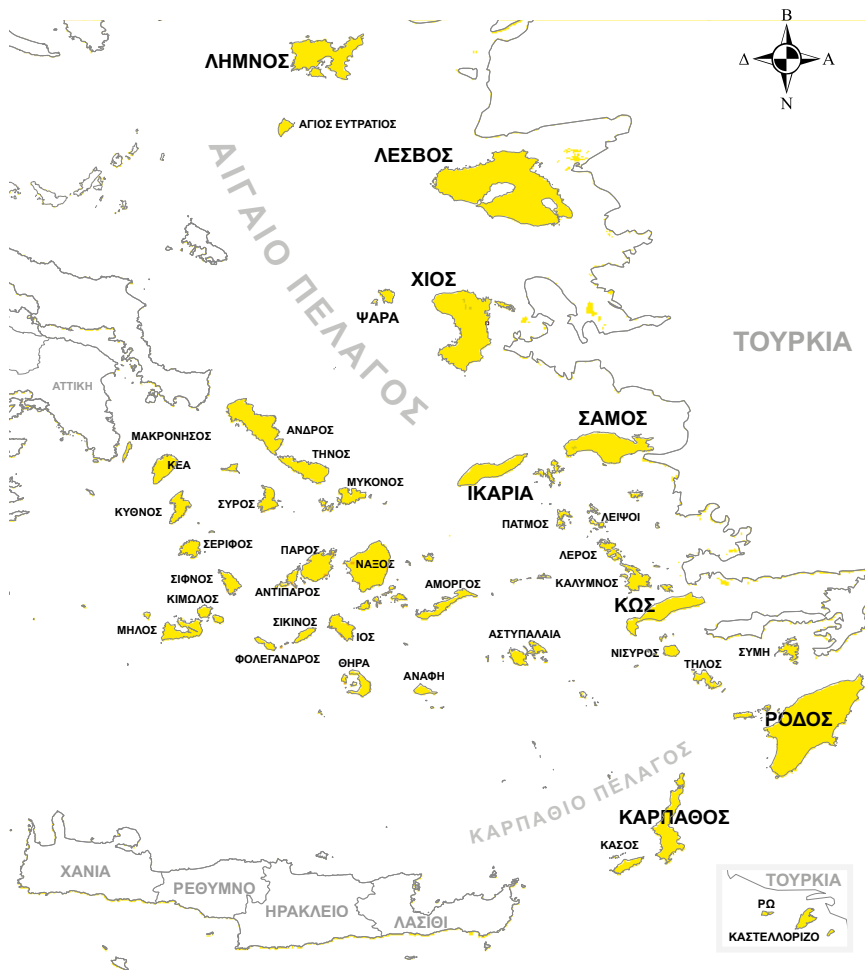 Β
ΛΗΜΝΟΣ
Δ
Α
Ν
ΑΓΙΟΣ ΕΥΤΡΑΤΙΟΣ
ΛΕΣΒΟΣ
ΑΙΓΑΙΟ ΠΕΛΑΓΟΣ
ΧΙΟΣ
ΨΑΡΑ
ΤΟΥΡΚΙΑ
ΑΤΤΙΚΗ
ΣΑΜΟΣ
ΑΝΔΡΟΣ
ΜΑΚΡΟΝΗΣΟΣ
ΤΗΝΟΣ
ΚΕΑ
ΜΥΚΟΝΟΣ
ΙΚΑΡΙΑ
ΣΥΡΟΣ
ΚΥΘΝΟΣ
ΠΑΤΜΟΣ
ΛΕΙΨΟΙ
ΣΕΡΙΦΟΣ
ΠΑΡΟΣ
ΛΕΡΟΣ
ΝΑΞΟΣ
ΣΙΦΝΟΣ
ΑΜΟΡΓΟΣ
ΚΑΛΥΜΝΟΣ
ΑΝΤΙΠΑΡΟΣ
ΚΙΜΩΛΟΣ
ΚΩΣ
ΣΙΚΙΝΟΣ
ΜΗΛΟΣ
ΙΟΣ
ΑΣΤΥΠΑΛΑΙΑ
ΝΙΣΥΡΟΣ
ΣΥΜΗ
ΦΟΛΕΓΑΝΔΡΟΣ
ΤΗΛΟΣ
ΘΗΡΑ
ΑΝΑΦΗ
ΡΟΔΟΣ
ΚΑΡΠΑΘΙΟ ΠΕΛΑΓΟΣ
ΚΑΡΠΑΘΟΣ
ΚΑΣΟΣ
ΧΑΝΙΑ
ΡΕΘΥΜΝΟ
ΗΡΑΚΛΕΙΟ
ΛΑΣΙΘΙ
ΤΟΥΡΚΙΑ
ΡΩ
ΚΑΣΤΕΛΛΟΡΙΖΟ